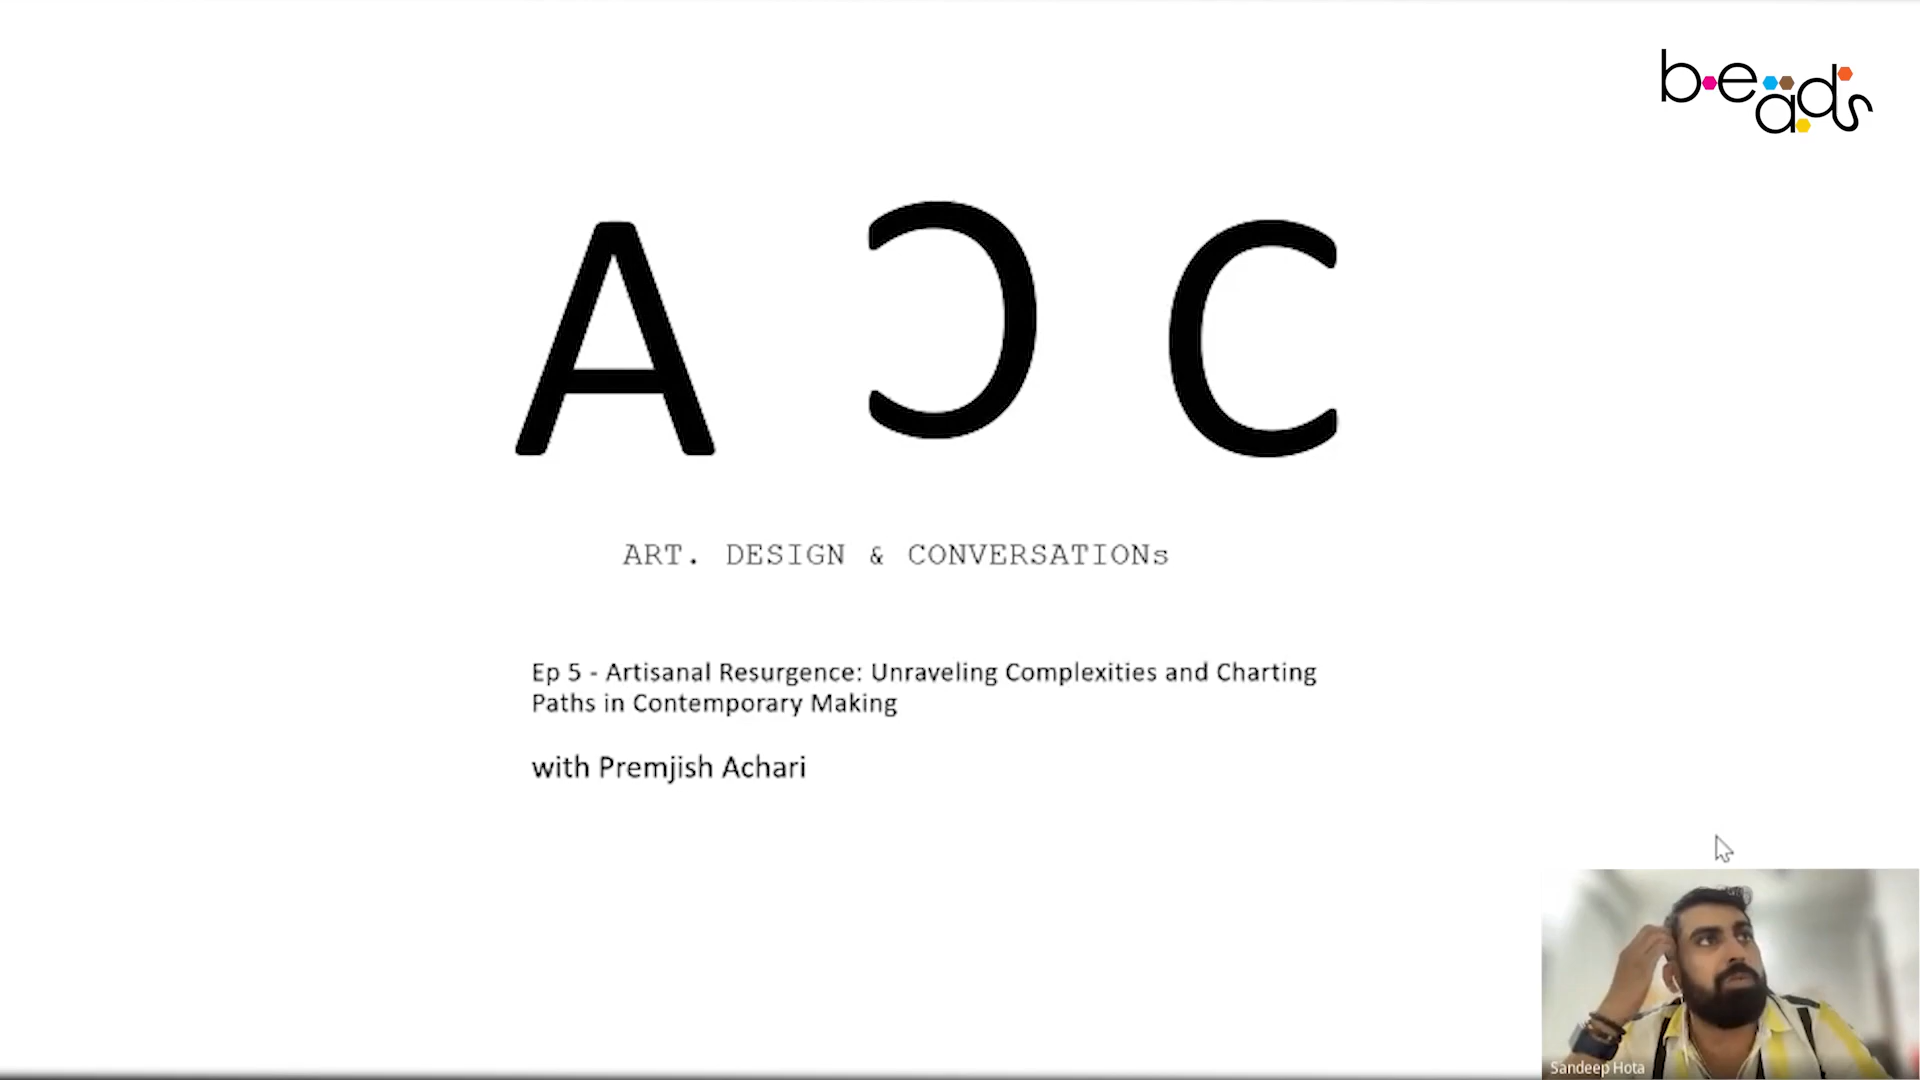 beads
A Ɔ C
ART. DESIGN & CONVERSATIONs
Ep 5 - Artisanal Resurgence: Unraveling Complexities and Charting
Paths in Contemporary Making
with Premjish Achari
Sandeep Hota